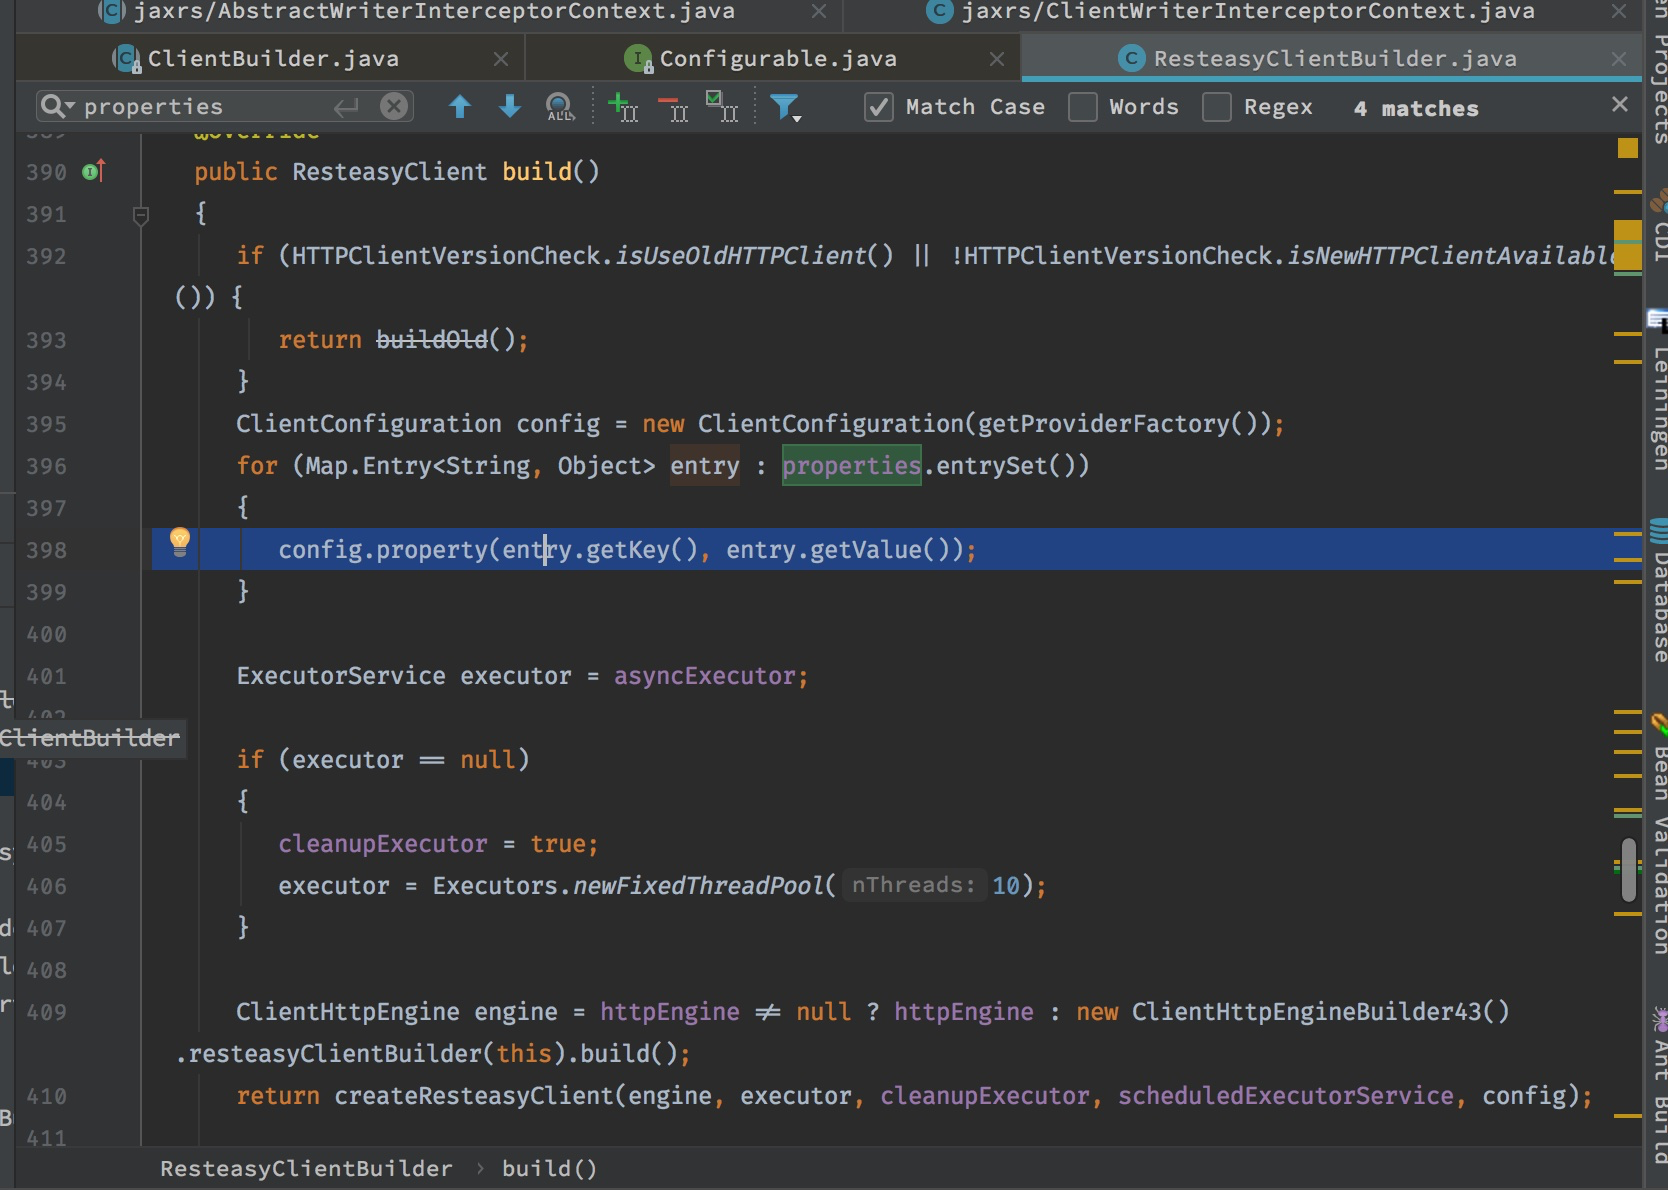 jaxrs/AbstractWriterInterceptorContext.java
jaxrs/ClientWriterInterceptorContext.java
ClientBuilder.java
Configurable.java
ResteasyClientBuilder.java
properties
Match Case
Words
Regex
4 matches
389 @Override
390 public ResteasyClient build()
391 {
392 if (HTTPClientVersionCheck.isUseOldHTTPClient() || !HTTPClientVersionCheck.isNewHTTPClientAvailable
()) {
393 return buildOld();
394 }
395 ClientConfiguration config = new ClientConfiguration(getProviderFactory());
396 for (Map.Entry<String, Object> entry : properties.entrySet())
397 {
398 config.property(entry.getKey(), entry.getValue());
399 }
400
401 ExecutorService executor = asyncExecutor;
402
ClientBuilder
403 if (executor == null)
404 {
405 cleanupExecutor = true;
406 executor = Executors.newFixedThreadPool( nThreads: 10);
407 }
408
409 ClientHttpEngine engine = httpEngine ≠ null ? httpEngine : new ClientHttpEngineBuilder43()
.resteasyClientBuilder(this).build();
410 return createResteasyClient(engine, executor, cleanupExecutor, scheduledExecutorService, config);
411
ResteasyClientBuilder › build()
Projects
CDI
Leiningen
Database
Bean Validation
Ant Build